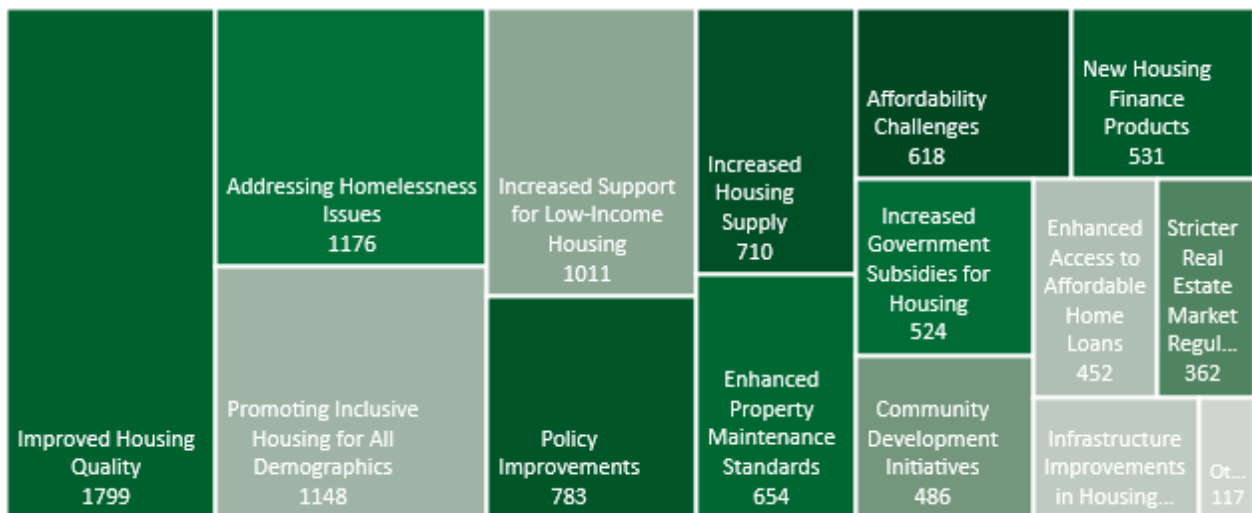 Improved Housing
Quality
1799
Addressing Homelessness
Issues
1176
Promoting Inclusive
Housing for All
Demographics
1148
Increased Support
for Low-Income
Housing
1011
Policy
Improvements
783
Increased
Housing
Supply
710
Enhanced
Property
Maintenance
Standards
654
Affordability
Challenges
618
New Housing
Finance
Products
531
Increased
Government
Subsidies for
Housing
524
Community
Development
Initiatives
486
Enhanced
Access to
Affordable
Home
Loans
452
Stricter
Real
Estate
Market
Regul...
362
Infrastructure
Improvements
in Housing...
Ot...
117